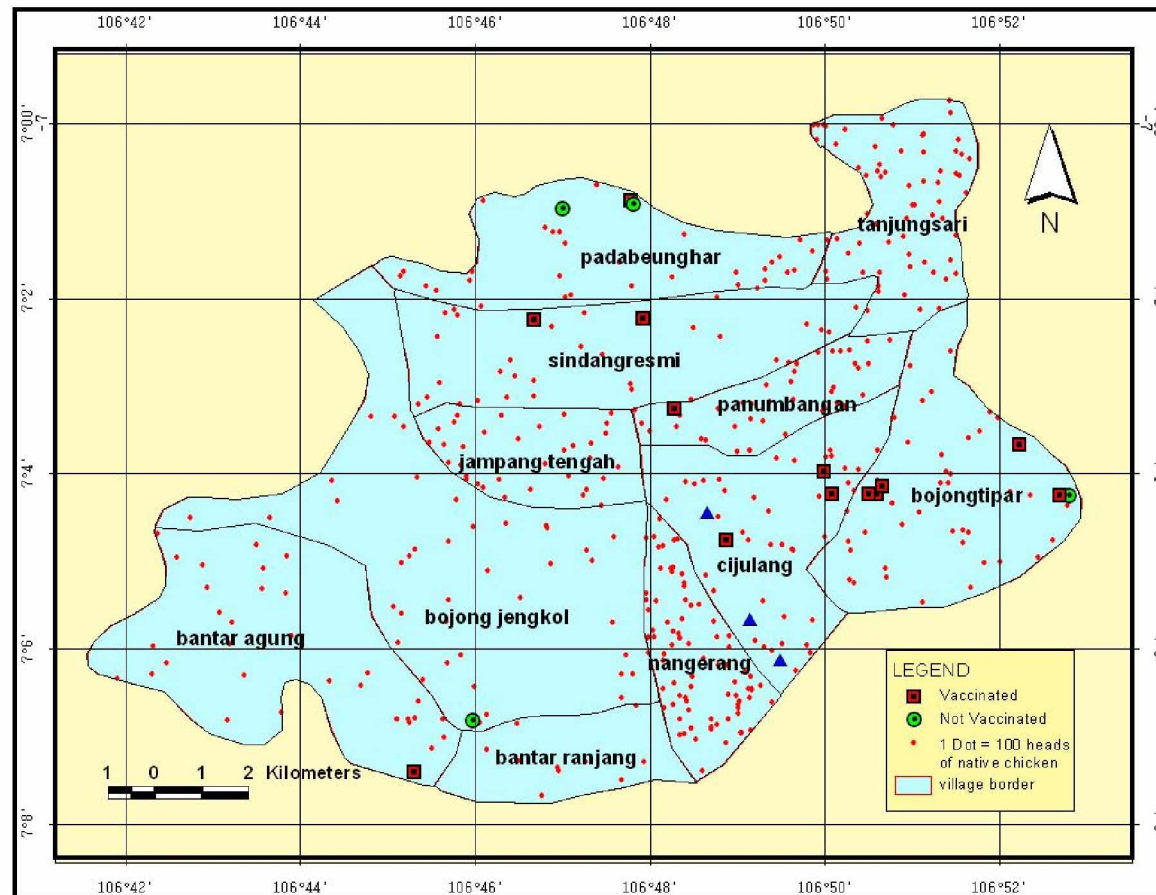 106°42' 106°44' 106°46' 106°48' 106°50' 106°52'
7°00'
tanjungsari
N
padabeunghar
7°2'
sindangresmi
panumbangan
jampang tengah
7°4'
bojongtipar
cijulang
bojong jengkol
bantar agung
7°6'
nangerang
LEGEND
Vaccinated
Not Vaccinated
1 Dot = 100 heads
of native chicken
village border
bantar ranjang
1 0 1 2 Kilometers
7°8'
106°42' 106°44' 106°46' 106°48' 106°50' 106°52'